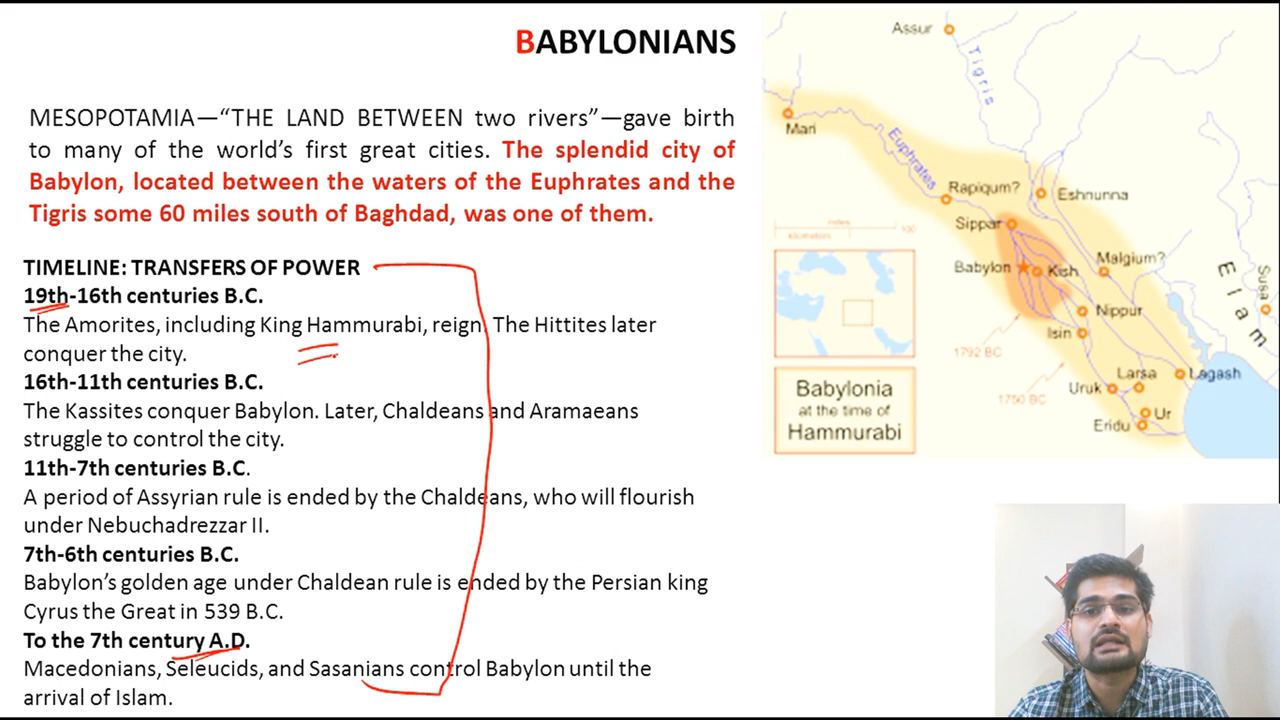 BABYLONIANS
MESOPOTAMIA—“THE LAND BETWEEN two rivers”—gave birth
to many of the world’s first great cities. The splendid city of
Babylon, located between the waters of the Euphrates and the
Tigris some 60 miles south of Baghdad, was one of them.
TIMELINE: TRANSFERS OF POWER
19th-16th centuries B.C.
The Amorites, including King Hammurabi, reign. The Hittites later
conquer the city.
16th-11th centuries B.C.
The Kassites conquer Babylon. Later, Chaldeans and Aramaeans
struggle to control the city.
11th-7th centuries B.C.
A period of Assyrian rule is ended by the Chaldeans, who will flourish
under Nebuchadrezzar II.
7th-6th centuries B.C.
Babylon’s golden age under Chaldean rule is ended by the Persian king
Cyrus the Great in 539 B.C.
To the 7th century A.D.
Macedonians, Seleucids, and Sasanians control Babylon until the
arrival of Islam.
Assur
Tigris
Mari
Euphrates
Rapiqum?
Eshnunna
Sippar
miles
100
kilometers
Babylon
Kish
Malgium?
Elam
Susa
Nippur
Isin
1792 BC
Larsa
Lagash
Uruk
1750 BC
Ur
Eridu
Babylonia
at the time of
Hammurabi